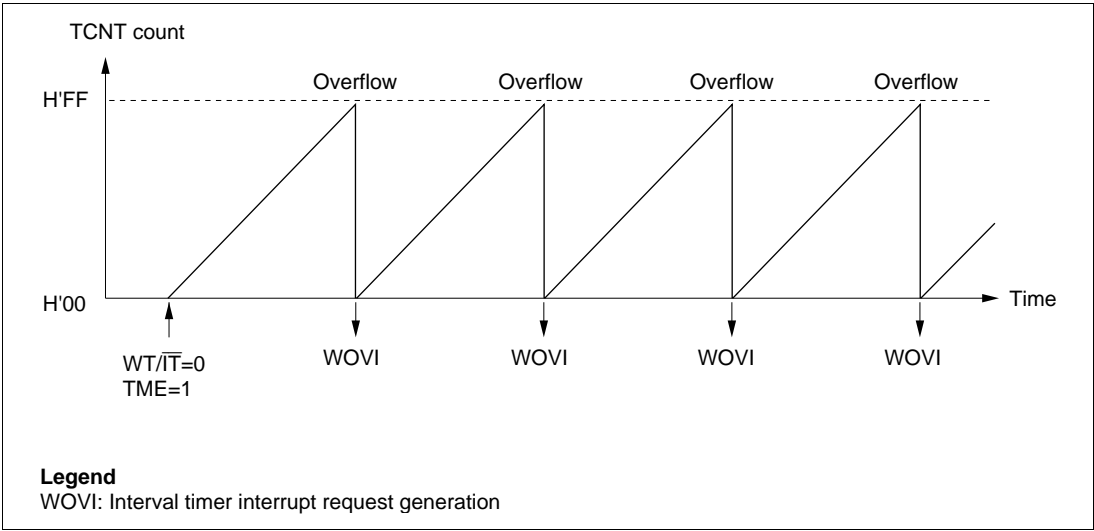 TCNT count
Overflow Overflow Overflow Overflow
H'FF
H'00
Time
WT/I̅T̅=0
TME=1
WOVI WOVI WOVI WOVI
Legend
WOVI: Interval timer interrupt request generation